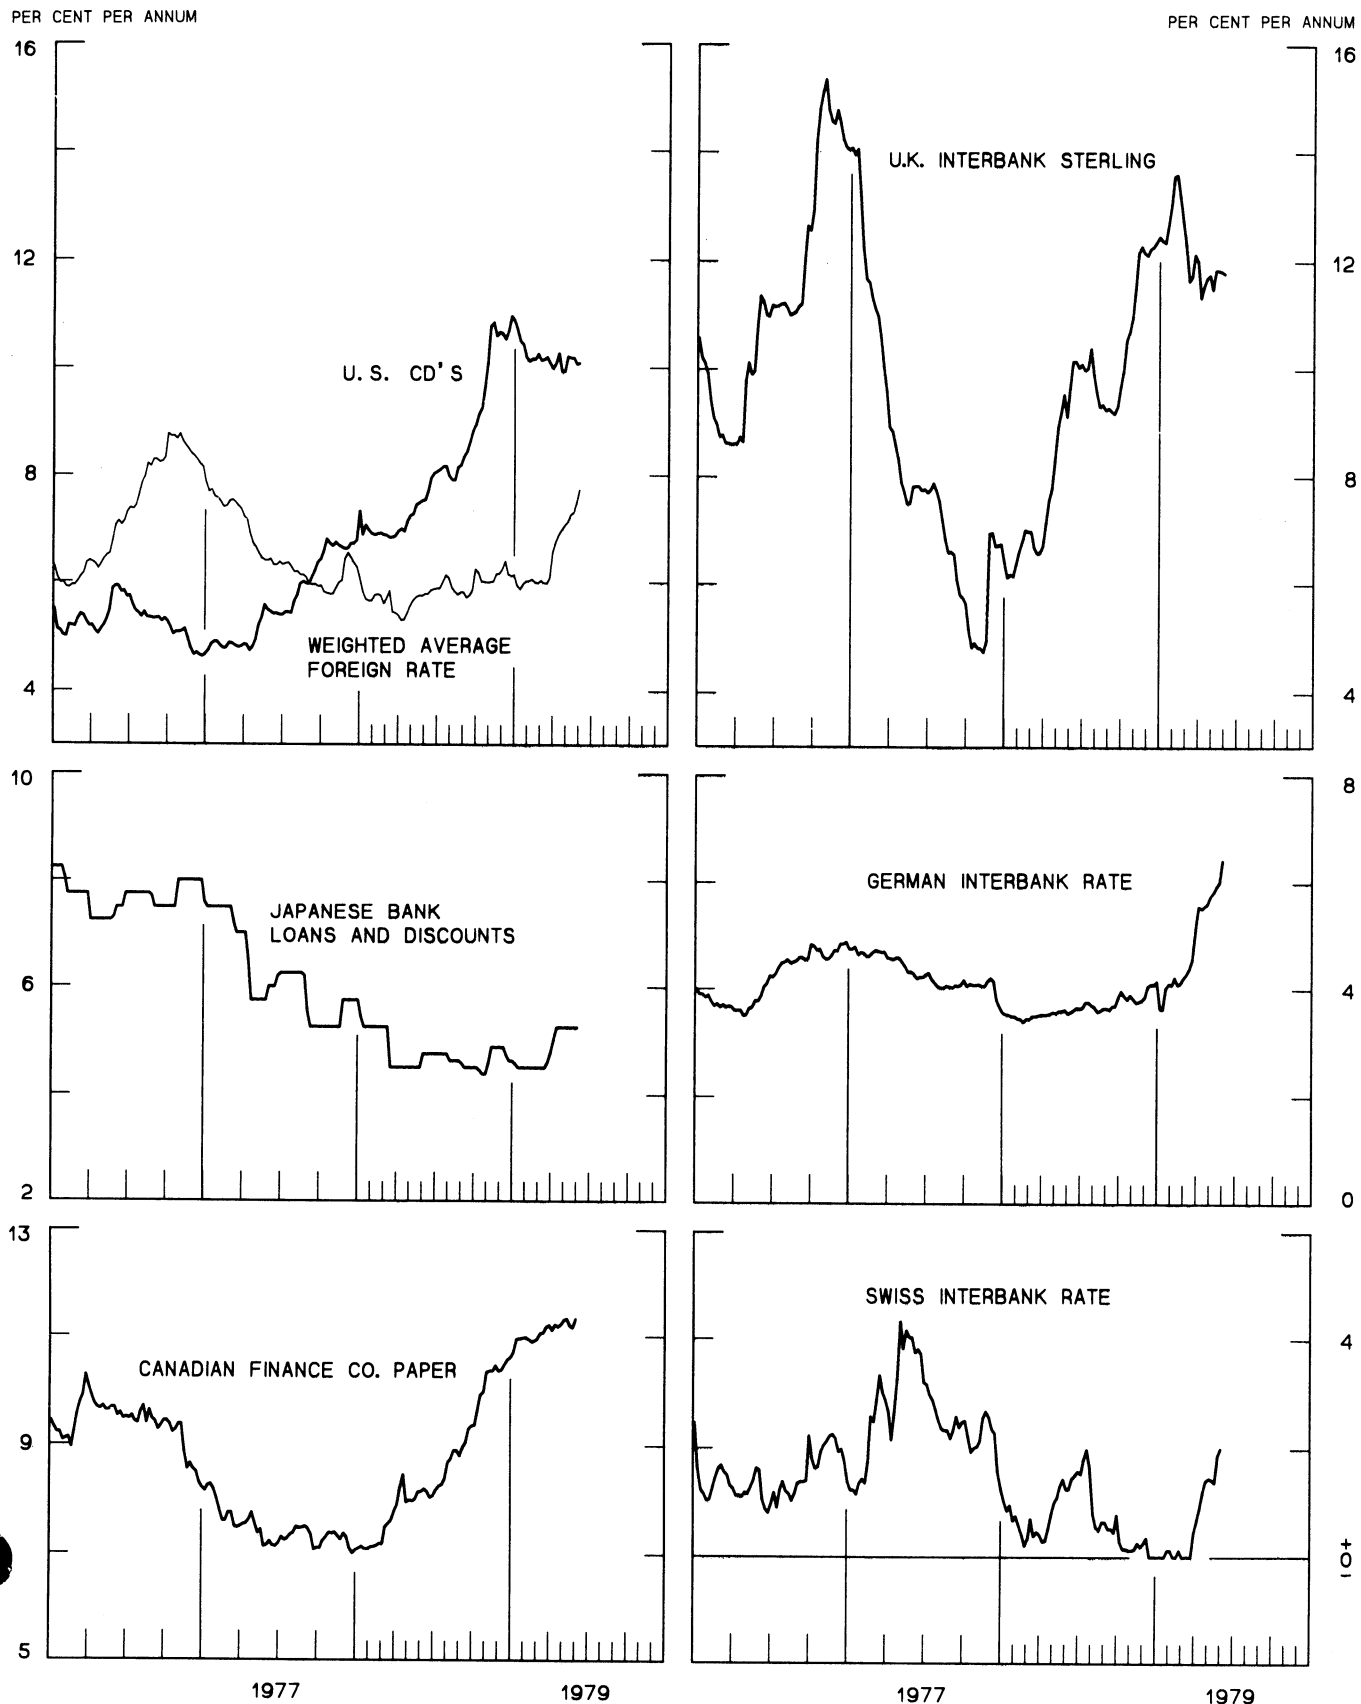 PER CENT PER ANNUM
PER CENT PER ANNUM
16
12
8
4
U.S. CD'S
WEIGHTED AVERAGE
FOREIGN RATE
16
12
8
4
U.K. INTERBANK STERLING
10
6
2
JAPANESE BANK
LOANS AND DISCOUNTS
8
4
0
GERMAN INTERBANK RATE
13
9
5
CANADIAN FINANCE CO. PAPER
SWISS INTERBANK RATE
4
+
0
−
1977
1979
1977
1979